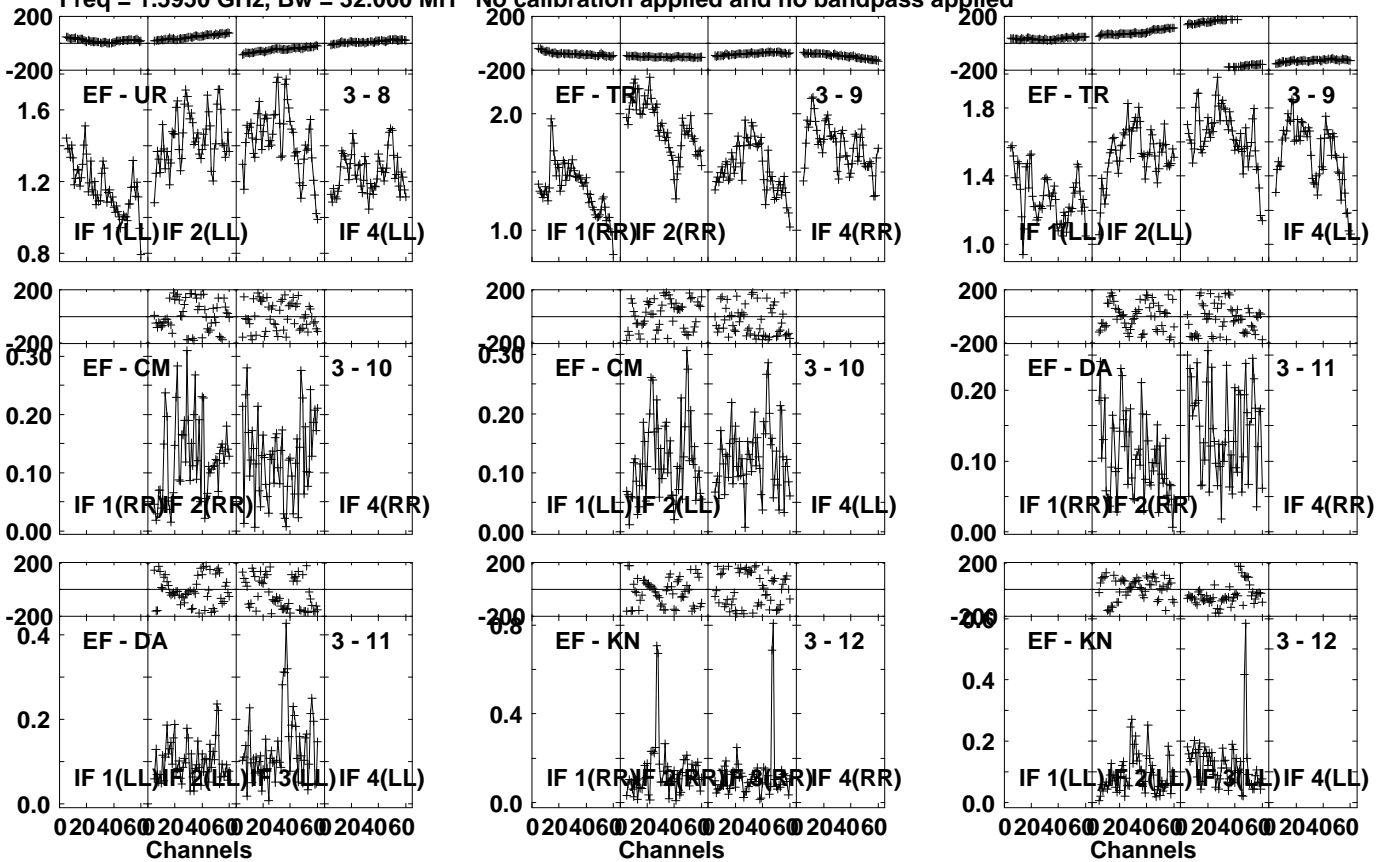 Freq = 1.5950 GHz, Bw = 32.000 MH No calibration applied and no bandpass applied
200
-200
1.6
1.2
0.8
EF - UR
3 - 8
IF 1(LL)
IF 2(LL)
IF 4(LL)
200
-200
2.0
1.0
EF - TR
3 - 9
IF 1(RR)
IF 2(RR)
IF 4(RR)
200
-200
1.8
1.4
1.0
EF - TR
3 - 9
IF 1(LL)
IF 2(LL)
IF 4(LL)
200
-200
0.30
0.20
0.10
0.00
EF - CM
3 - 10
IF 1(RR)
IF 2(RR)
IF 4(RR)
200
-200
0.30
0.20
0.10
0.00
EF - CM
3 - 10
IF 1(LL)
IF 2(LL)
IF 4(LL)
200
-200
0.20
0.10
0.00
EF - DA
3 - 11
IF 1(RR)
IF 2(RR)
IF 4(RR)
200
-200
0.4
0.2
0.0
EF - DA
3 - 11
IF 1(LL)
IF 2(LL)
IF 3(LL)
IF 4(LL)
0 20 40 60 0 20 40 60 0 20 40 60 0 20 40 60
Channels
200
-200
0.8
0.4
0.0
EF - KN
3 - 12
IF 1(RR)
IF 2(RR)
IF 3(RR)
IF 4(RR)
0 20 40 60 0 20 40 60 0 20 40 60 0 20 40 60
Channels
200
-200
0.6
0.4
0.2
0.0
EF - KN
3 - 12
IF 1(LL)
IF 2(LL)
IF 3(LL)
IF 4(LL)
0 20 40 60 0 20 40 60 0 20 40 60 0 20 40 60
Channels